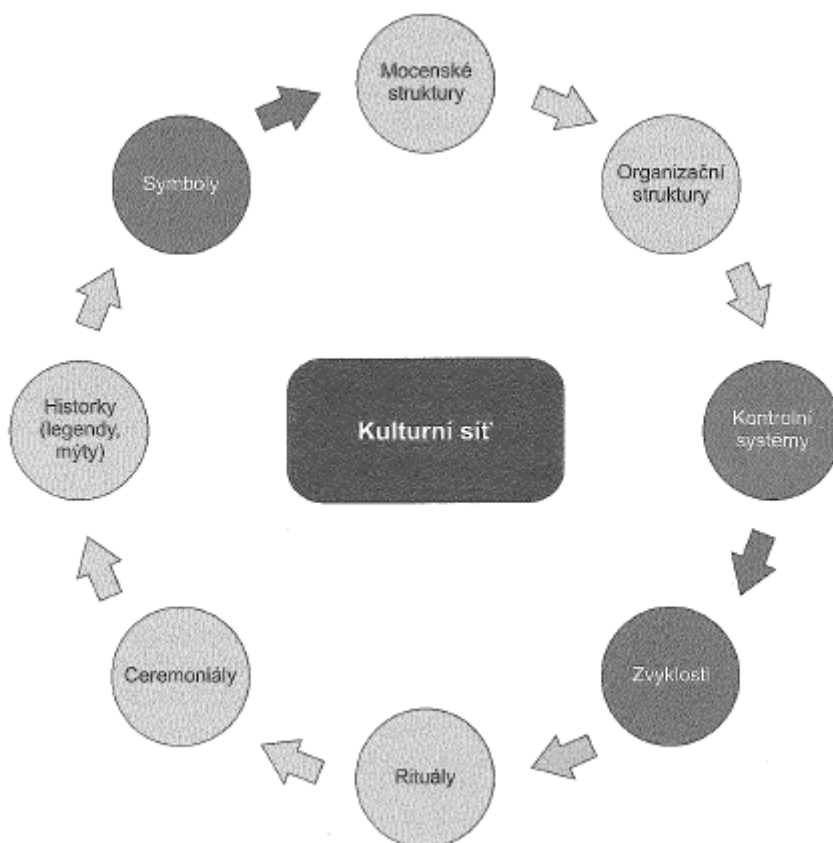 Mocenské
struktury
Organizační
struktury
Kontrolní
systémy
Zvyklosti
Rituály
Ceremoniály
Historky
(legendy,
mýty)
Symboly
Kulturní síť